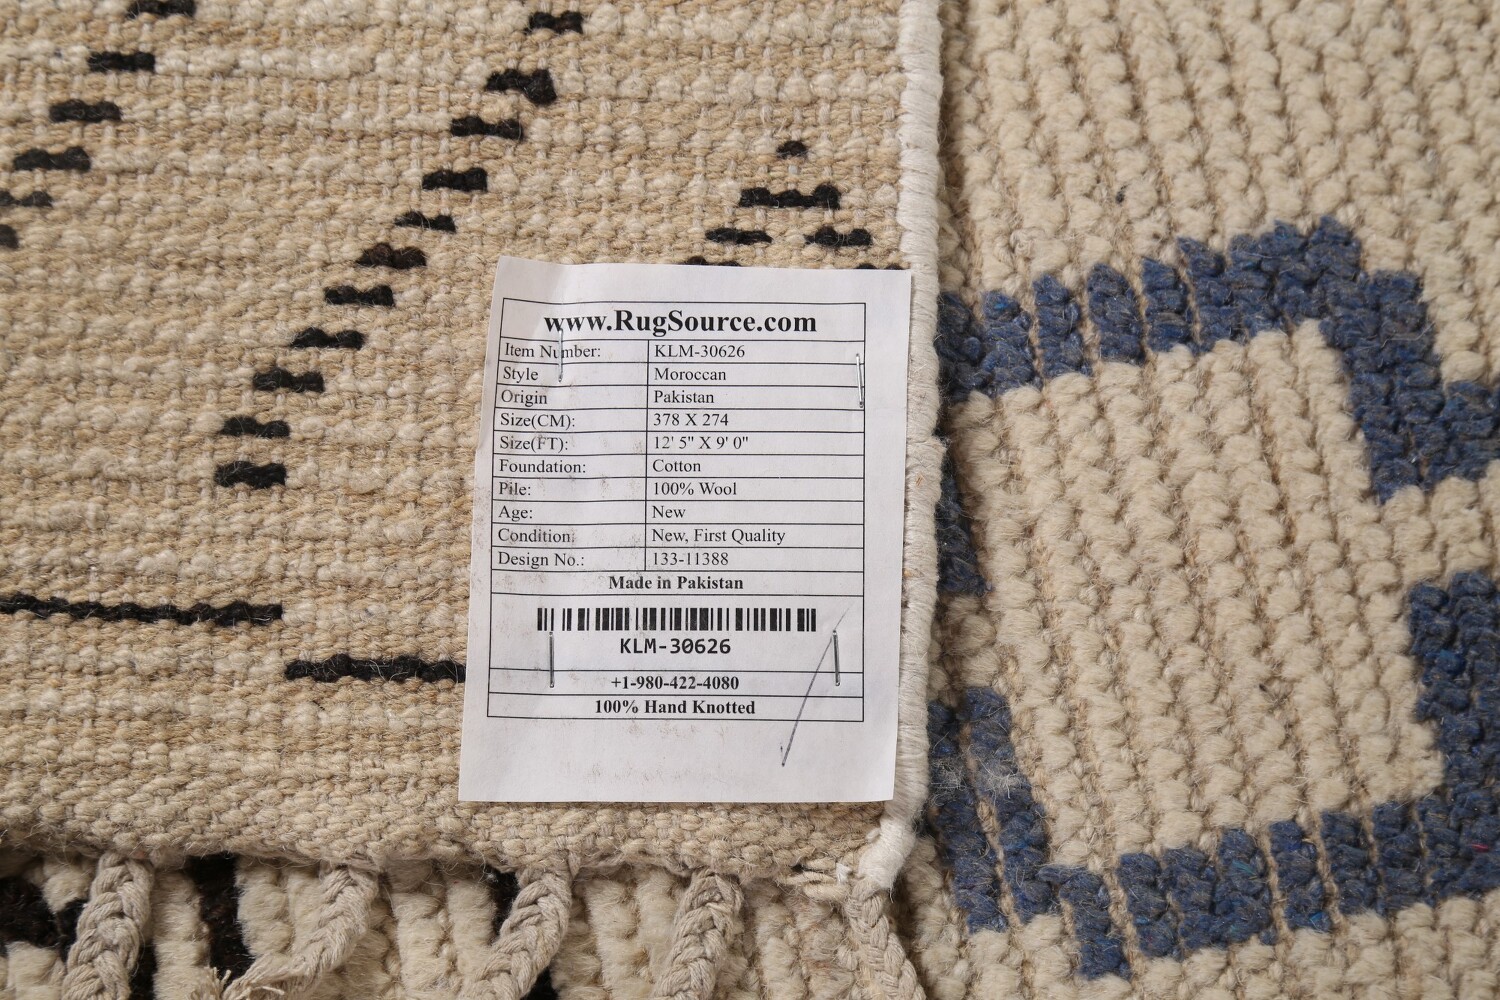 www.RugSource.com
Item Number: KLM-30626
Style Moroccan
Origin Pakistan
Size(CM): 378 X 274
Size(FT): 12' 5" X 9' 0"
Foundation: Cotton
Pile: 100% Wool
Age: New
Condition: New, First Quality
Design No.: 133-11388
Made in Pakistan
KLM-30626
+1-980-422-4080
100% Hand Knotted